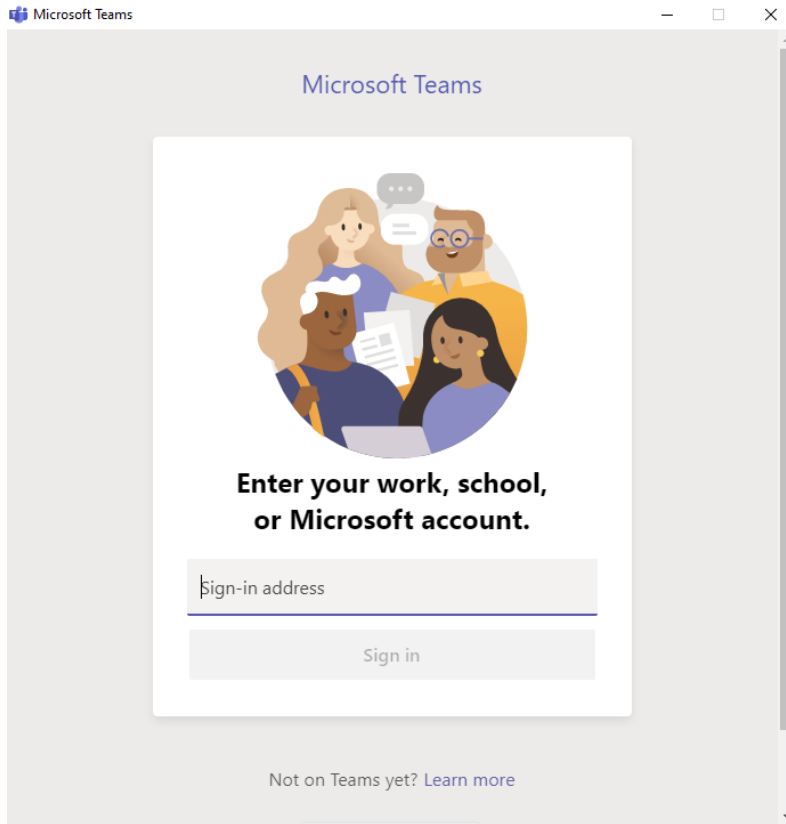 Microsoft Teams
Microsoft Teams
Enter your work, school,
or Microsoft account.
Sign-in address
Sign in
Not on Teams yet? Learn more